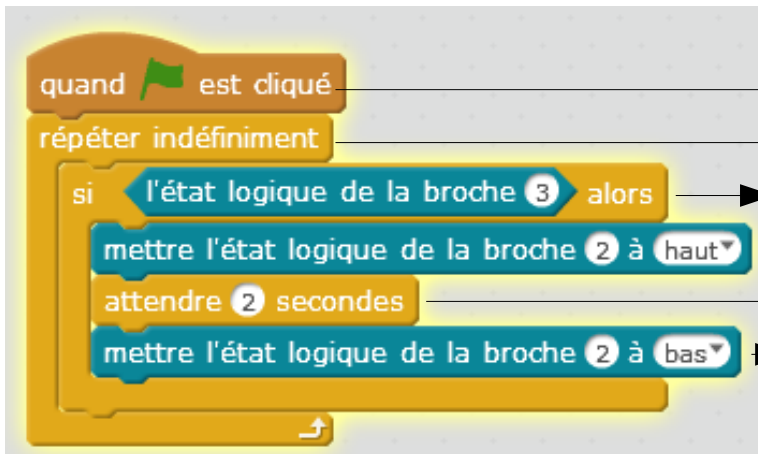 quand est cliqué
répéter indéfiniment
si l'état logique de la broche 3 alors
mettre l'état logique de la broche 2 à haut
attendre 2 secondes
mettre l'état logique de la broche 2 à bas